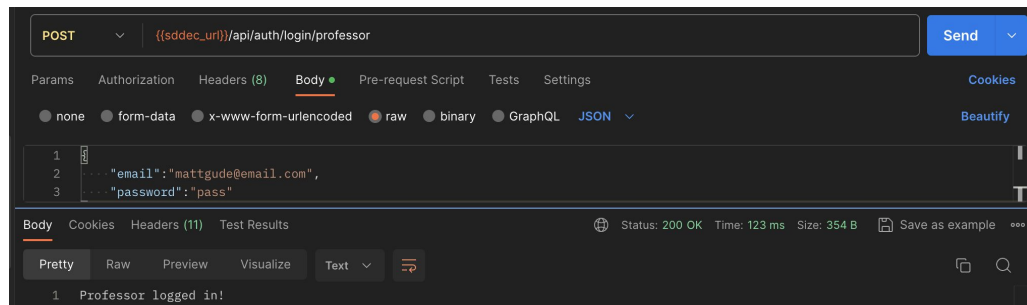 POST {{sddec_url}}/api/auth/login/professor Send
Params Authorization Headers (8) Body Pre-request Script Tests Settings Cookies
none form-data x-www-form-urlencoded raw binary GraphQL JSON Beautify
1 {
2 ····"email":"mattgude@email.com",
3 ····"password":"pass"
Body Cookies Headers (11) Test Results Status: 200 OK Time: 123 ms Size: 354 B Save as example
Pretty Raw Preview Visualize Text
1 Professor logged in!